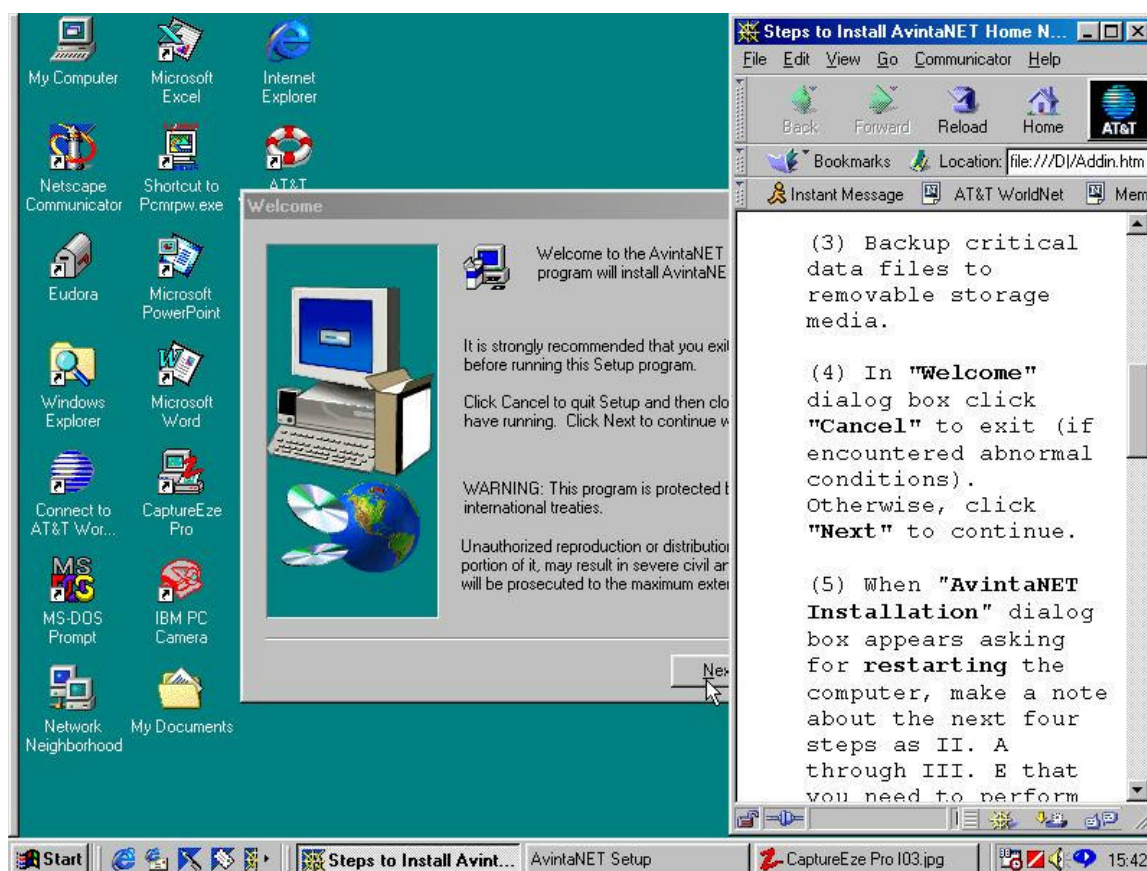 My Computer
Microsoft
Excel
Internet
Explorer
Netscape
Communicator
Shortcut to
Pcmrpw.exe
AT&T
Eudora
Microsoft
PowerPoint
Windows
Explorer
Microsoft
Word
Connect to
AT&T Wor...
CaptureEze
Pro
MS
MS-DOS
Prompt
IBM PC
Camera
Network
Neighborhood
My Documents
Welcome
Welcome to the AvintaNET
program will install AvintaNE
It is strongly recommended that you exi
before running this Setup program.
Click Cancel to quit Setup and then clo
have running. Click Next to continue w
WARNING: This program is protected b
international treaties.
Unauthorized reproduction or distribution
portion of it, may result in severe civil an
will be prosecuted to the maximum exter
Nex
Steps to Install AvintaNET Home N...
File Edit View Go Communicator Help
Back Forward Reload Home AT&T
Bookmarks Location: file:///D|/Addin.htm
Instant Message AT&T WorldNet Mem
(3) Backup critical
data files to
removable storage
media.
(4) In "Welcome"
dialog box click
"Cancel" to exit (if
encountered abnormal
conditions).
Otherwise, click
"Next" to continue.
(5) When "AvintaNET
Installation" dialog
box appears asking
for restarting the
computer, make a note
about the next four
steps as II. A
through III. E that
you need to perform
Start Steps to Install Avint... AvintaNET Setup CaptureEze Pro I03.jpg 15:42